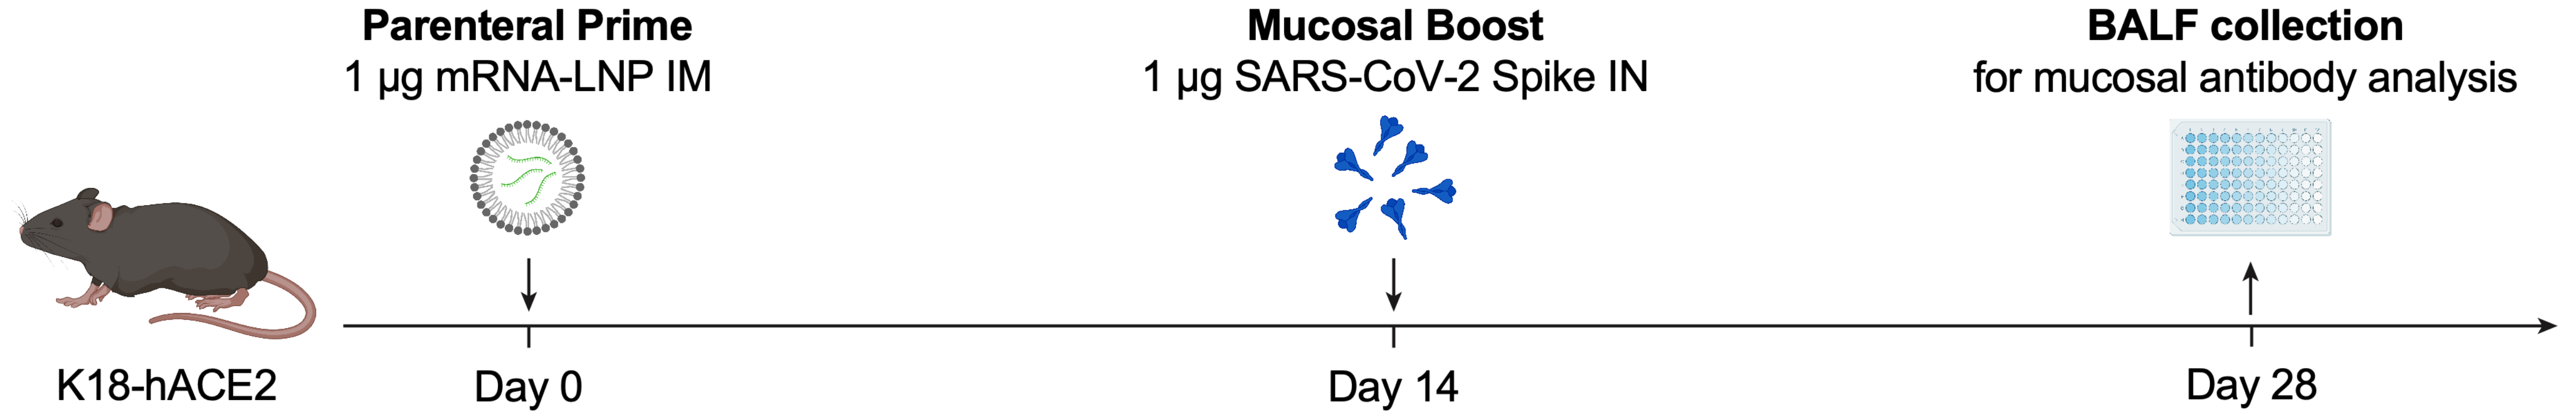 Parenteral Prime
1 µg mRNA-LNP IM
Mucosal Boost
1 µg SARS-CoV-2 Spike IN
BALF collection
for mucosal antibody analysis
K18-hACE2
Day 0
Day 14
Day 28